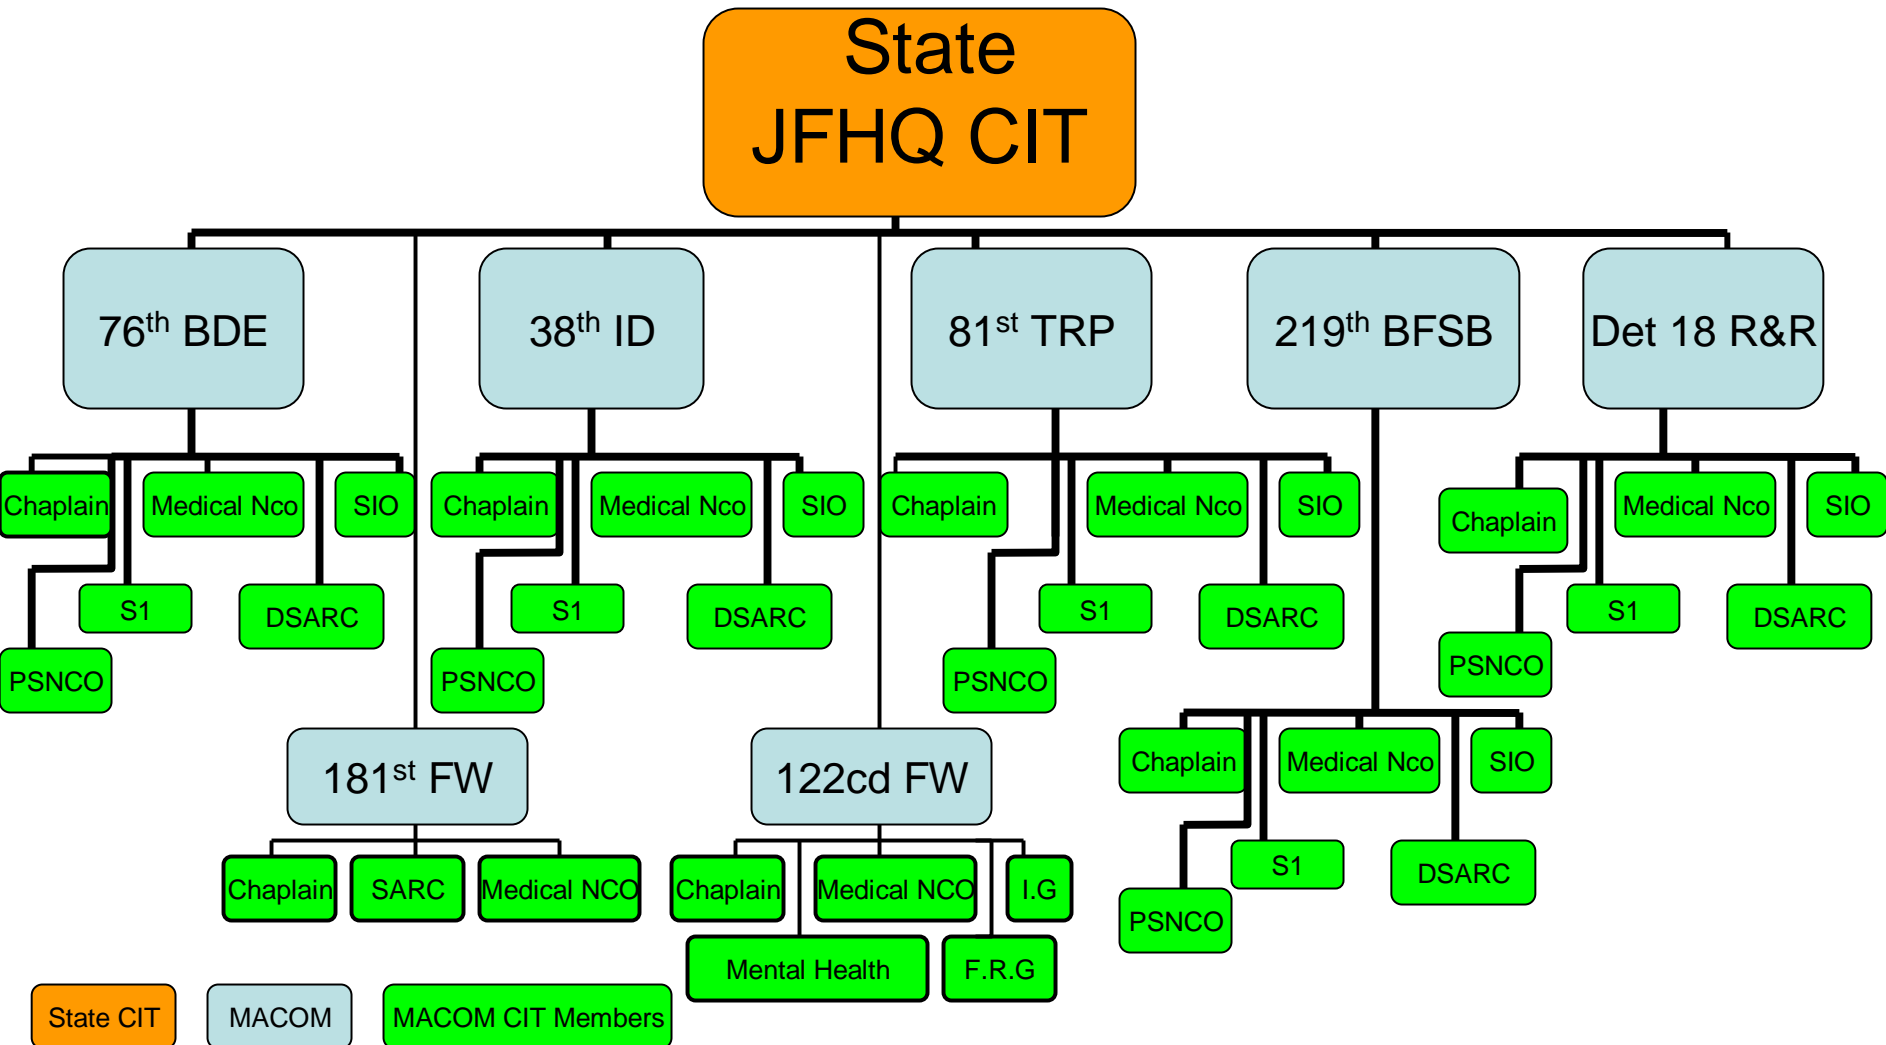 State
JFHQ CIT
76th BDE
38th ID
81st TRP
219th BFSB
Det 18 R&R
Chaplain
Medical Nco
SIO
PSNCO
S1
DSARC
Chaplain
Medical Nco
SIO
PSNCO
S1
DSARC
Chaplain
Medical Nco
SIO
PSNCO
S1
DSARC
Chaplain
Medical Nco
SIO
PSNCO
S1
DSARC
181st FW
122cd FW
Chaplain
Medical Nco
SIO
PSNCO
S1
DSARC
Chaplain
SARC
Medical NCO
Chaplain
Medical NCO
I.G
Mental Health
F.R.G
State CIT
MACOM
MACOM CIT Members